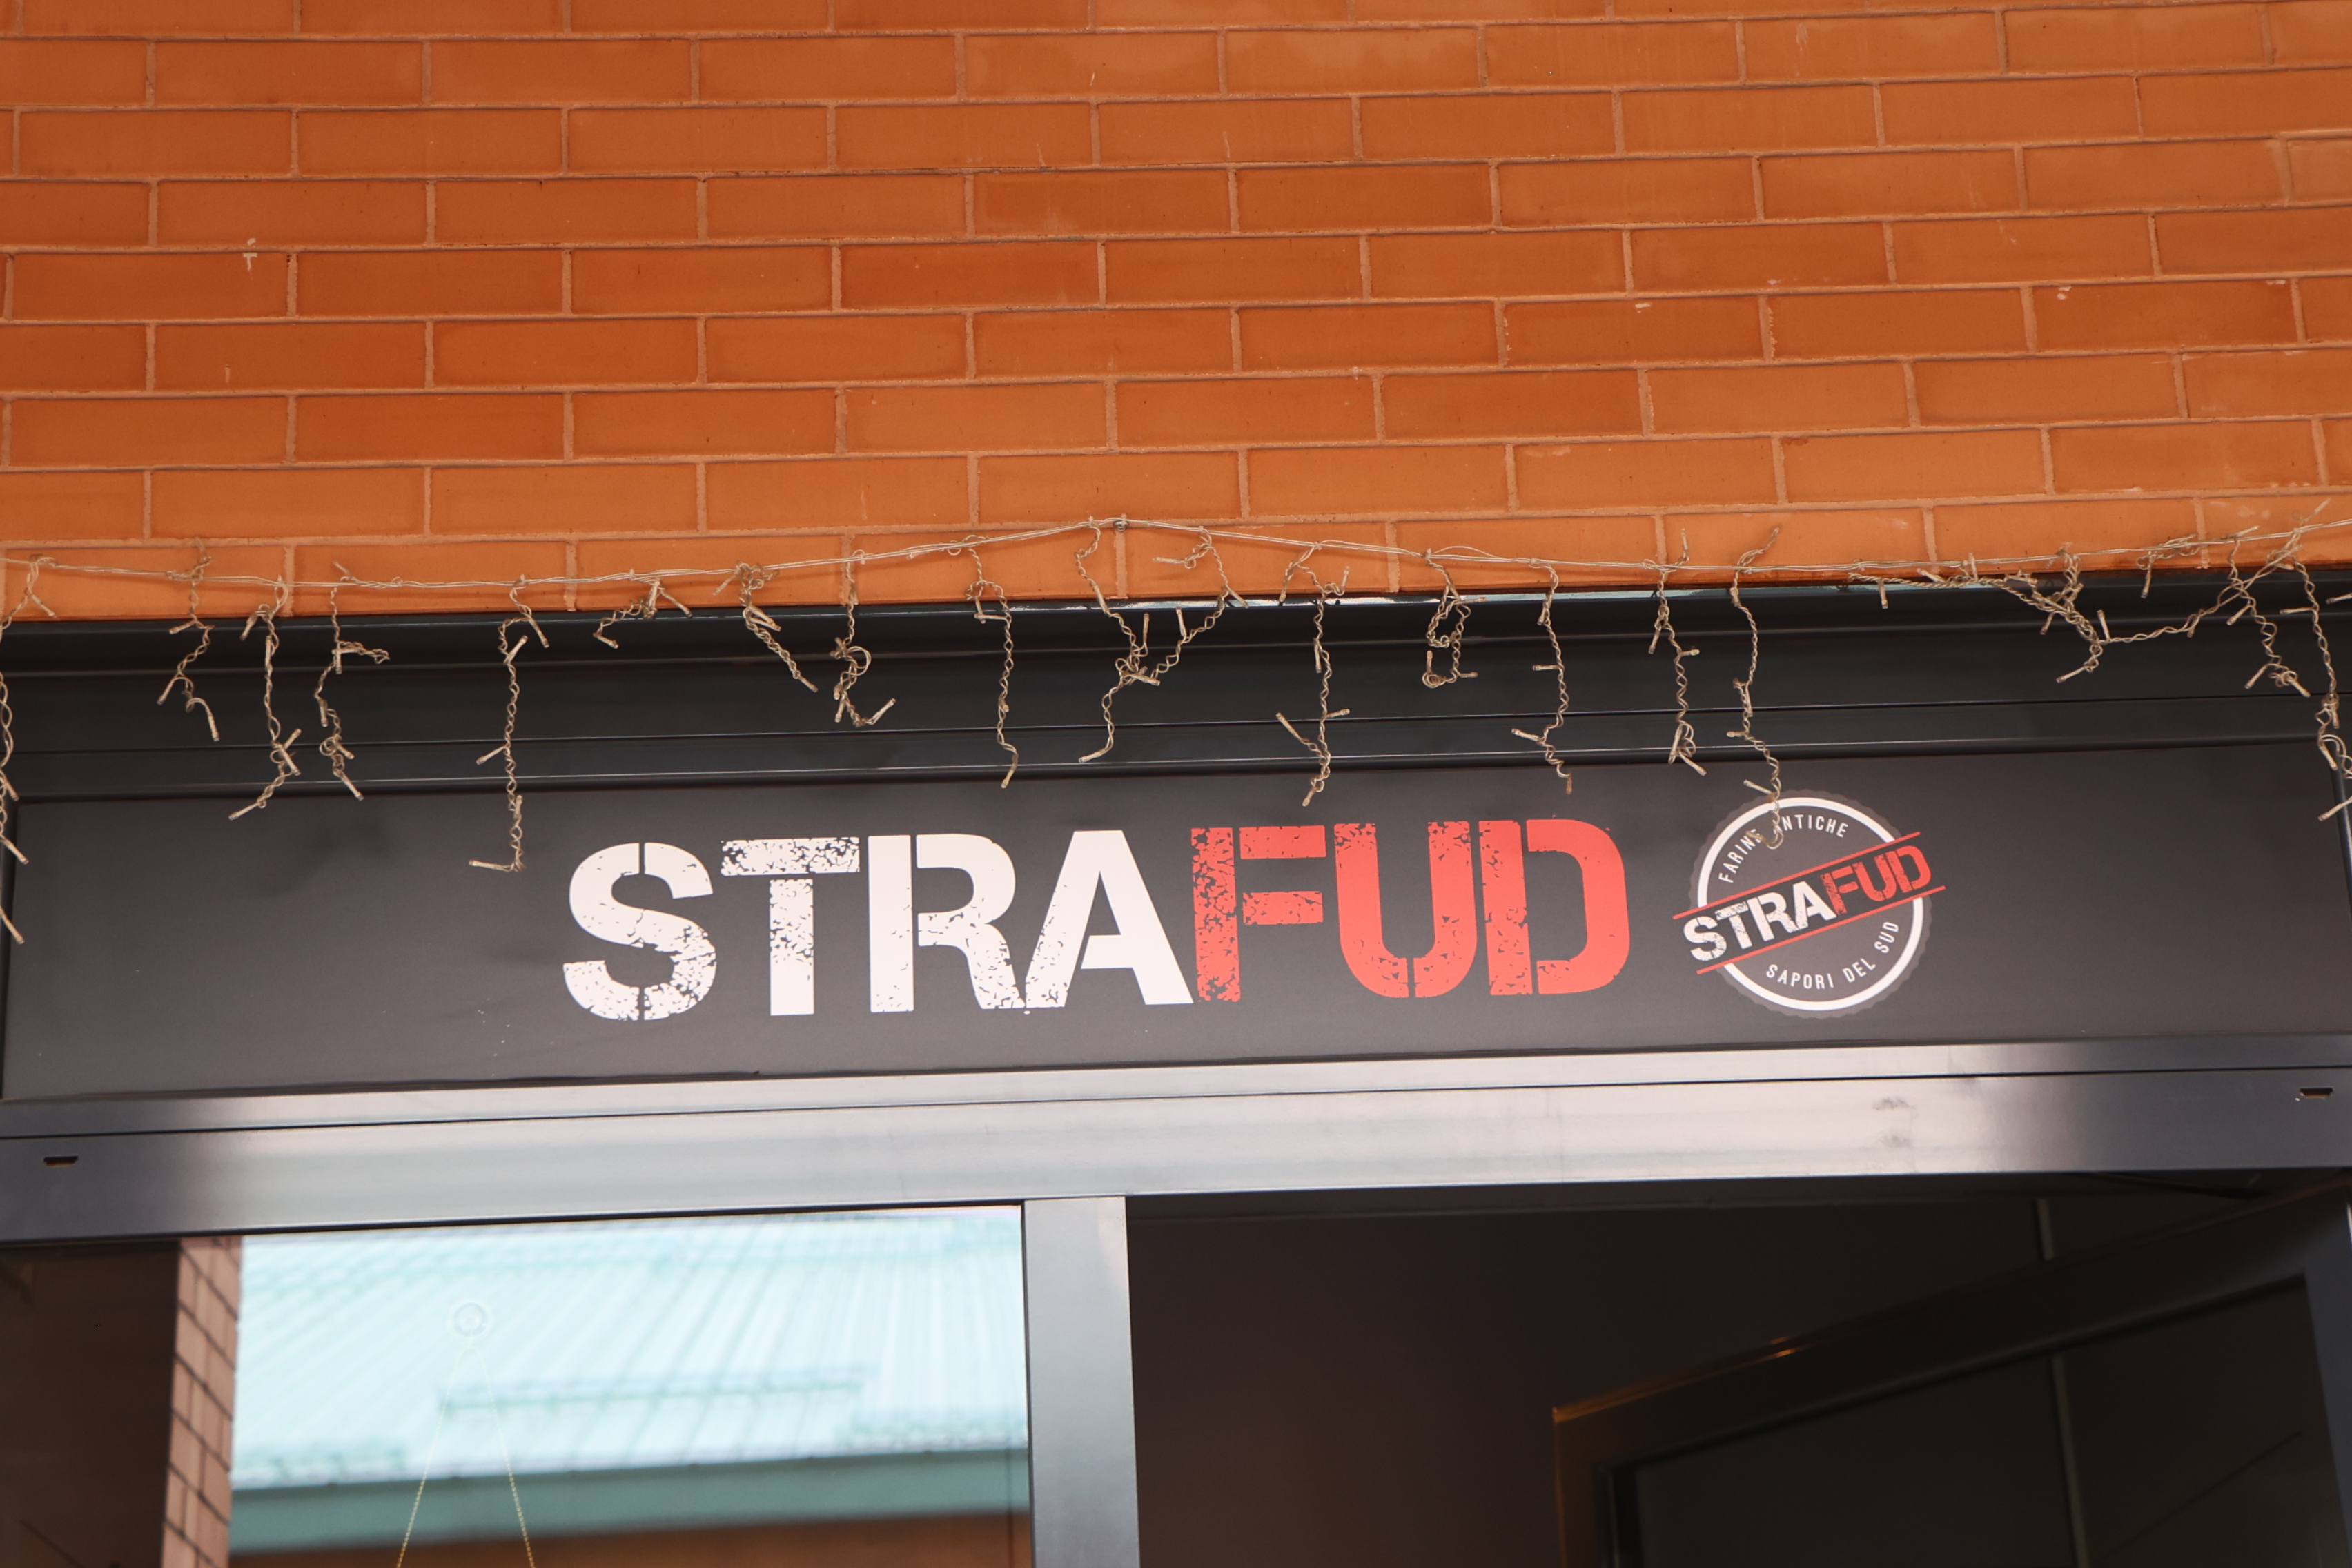 STRAFUD
FARINE ANTICHE
STRAFUD
SAPORI DEL SUD